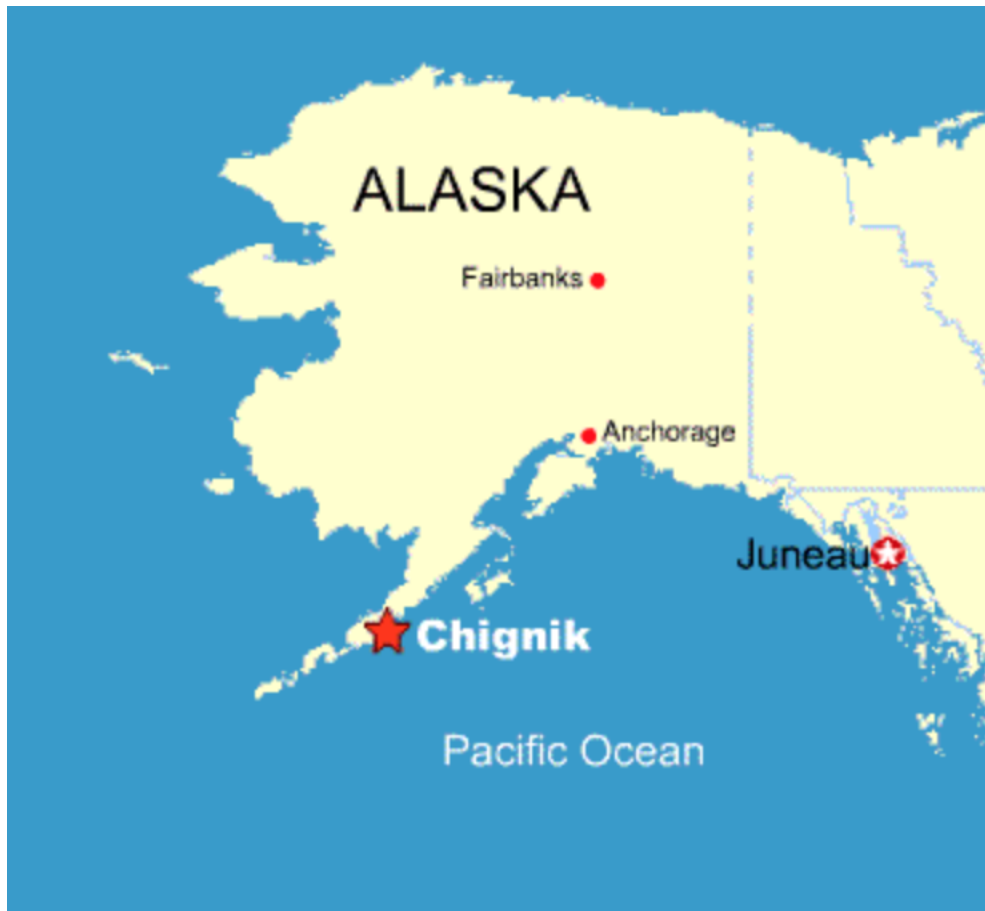 ALASKA
Fairbanks
Anchorage
Juneau
Chignik
Pacific Ocean